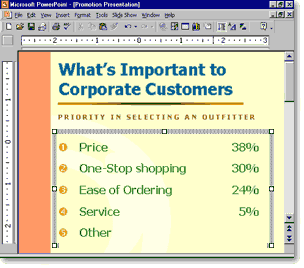 Microsoft PowerPoint - [Promotion Presentation]
File Edit View Insert Format Tools Slide Show Window Help
What's Important to
Corporate Customers
PRIORITY IN SELECTING AN OUTFITTER
1 Price 38%
2 One-Stop shopping 30%
3 Ease of Ordering 24%
4 Service 5%
5 Other